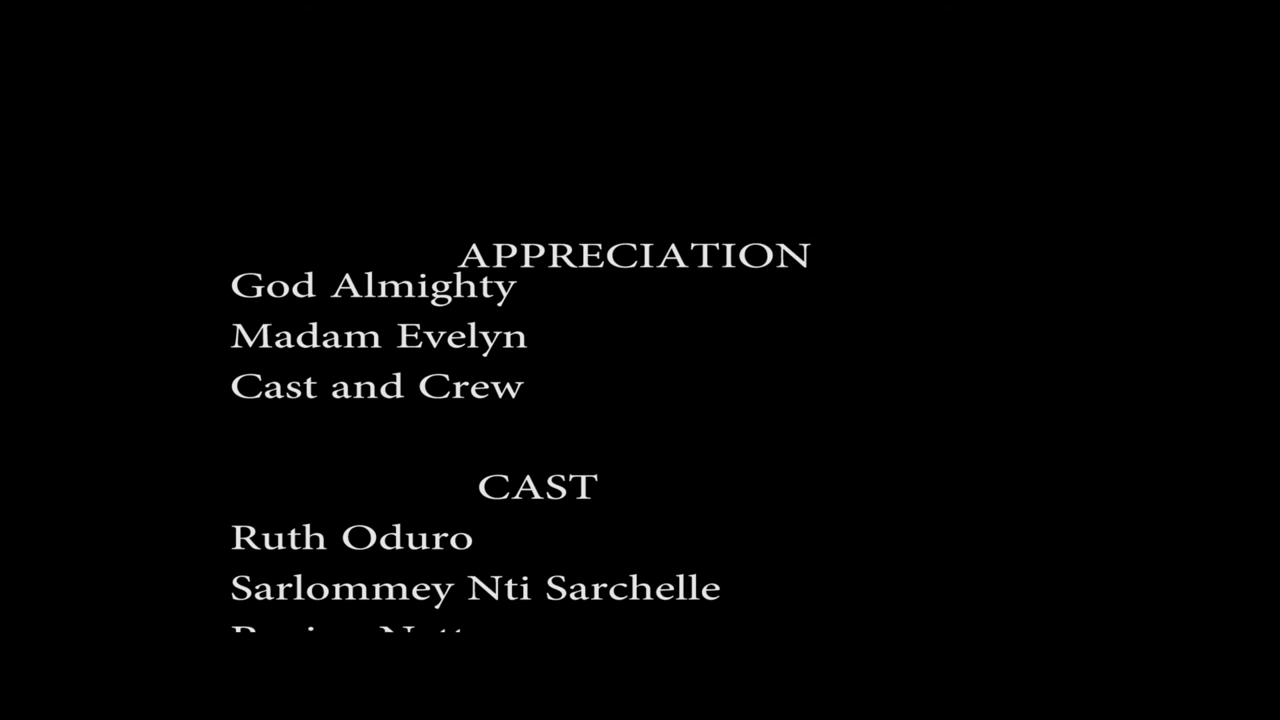 APPRECIATION
God Almighty
Madam Evelyn
Cast and Crew
CAST
Ruth Oduro
Sarlommey Nti Sarchelle